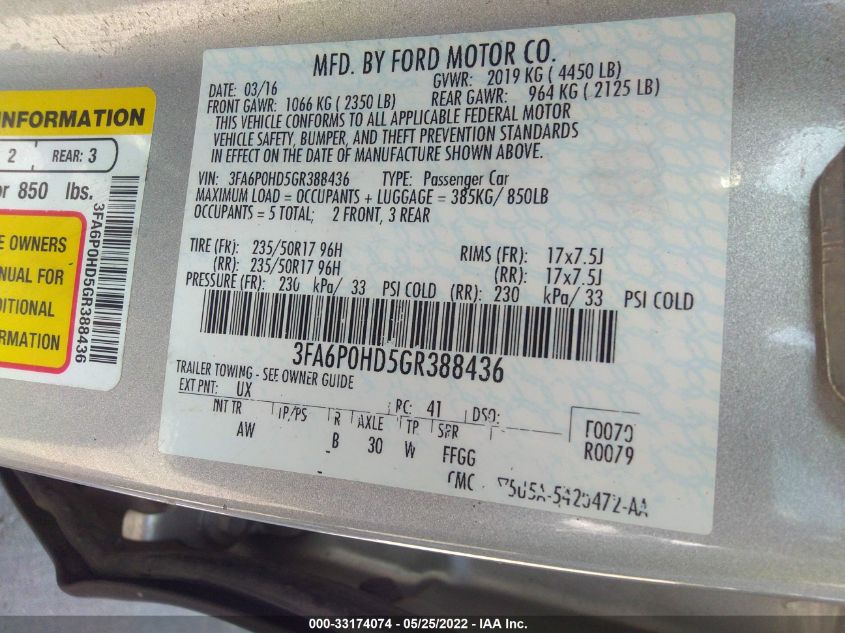 MFD. BY FORD MOTOR CO.
DATE: 03/16 GVWR: 2019 KG ( 4450 LB)
FRONT GAWR: 1066 KG ( 2350 LB) REAR GAWR: 964 KG ( 2125 LB)
THIS VEHICLE CONFORMS TO ALL APPLICABLE FEDERAL MOTOR
VEHICLE SAFETY, BUMPER, AND THEFT PREVENTION STANDARDS
IN EFFECT ON THE DATE OF MANUFACTURE SHOWN ABOVE.
VIN: 3FA6P0HD5GR388436 TYPE: Passenger Car
MAXIMUM LOAD = OCCUPANTS + LUGGAGE = 385KG/ 850LB
OCCUPANTS = 5 TOTAL; 2 FRONT, 3 REAR
TIRE (FR): 235/50R17 96H RIMS (FR): 17x7.5J
(RR): 235/50R17 96H (RR): 17x7.5J
PRESSURE (FR): 230 kPa/ 33 PSI COLD (RR): 230 kPa/ 33 PSI COLD
3FA6P0HD5GR388436
TRAILER TOWING - SEE OWNER GUIDE
EXT PNT: UX RC: 41 DSO:
INT TR TP/PS R AXLE TP SPR
AW B 30 W FFGG
R0079
INFORMATION
2 REAR: 3
or 850 lbs.
OWNERS
FOR
3FA6P0HD5GR388436
000-33174074 - 05/25/2022 - IAA Inc.